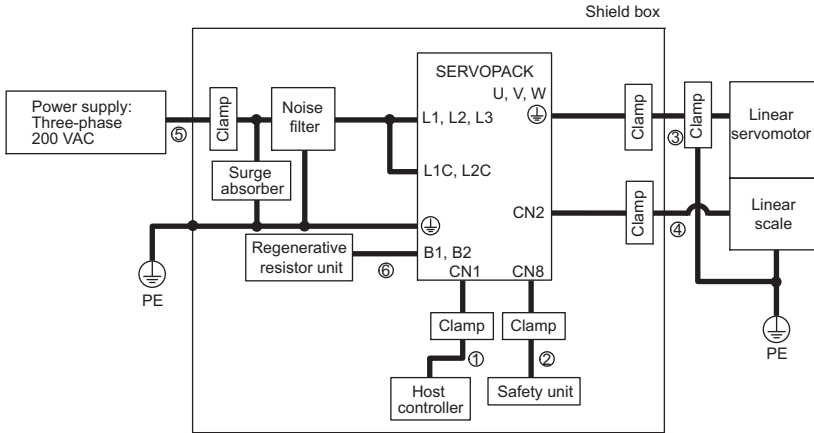 Shield box
SERVOPACK
U, V, W
Power supply:
Three-phase
200 VAC
⑤
Clamp
Noise
filter
L1, L2, L3
Clamp
③
Clamp
Linear
servomotor
Surge
absorber
L1C, L2C
CN2
Clamp
④
Linear
scale
PE
Regenerative
resistor unit
⑥
B1, B2
CN1
CN8
Clamp
Clamp
PE
①
②
Host
controller
Safety unit